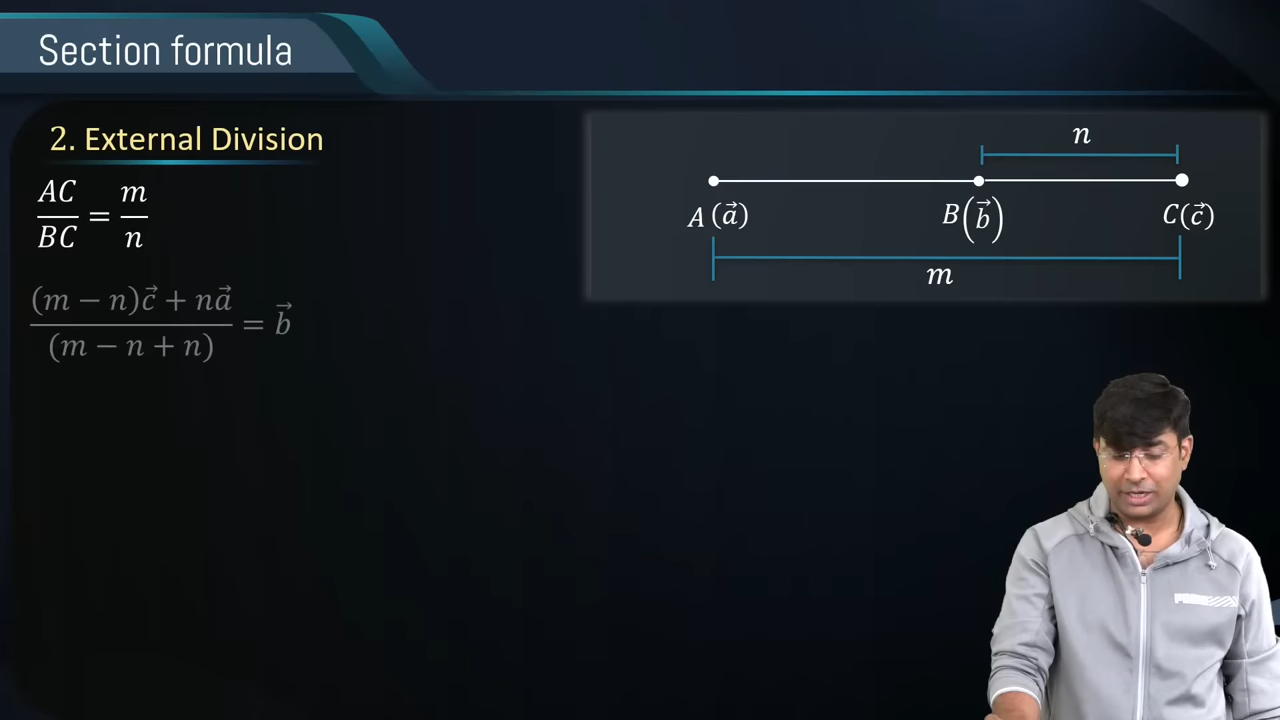 Section formula
2. External Division
AC/BC = m/n
((m − n)c⃗ + na⃗)/(m − n + n) = b⃗
n
A (a⃗) B(b⃗) C(c⃗)
m